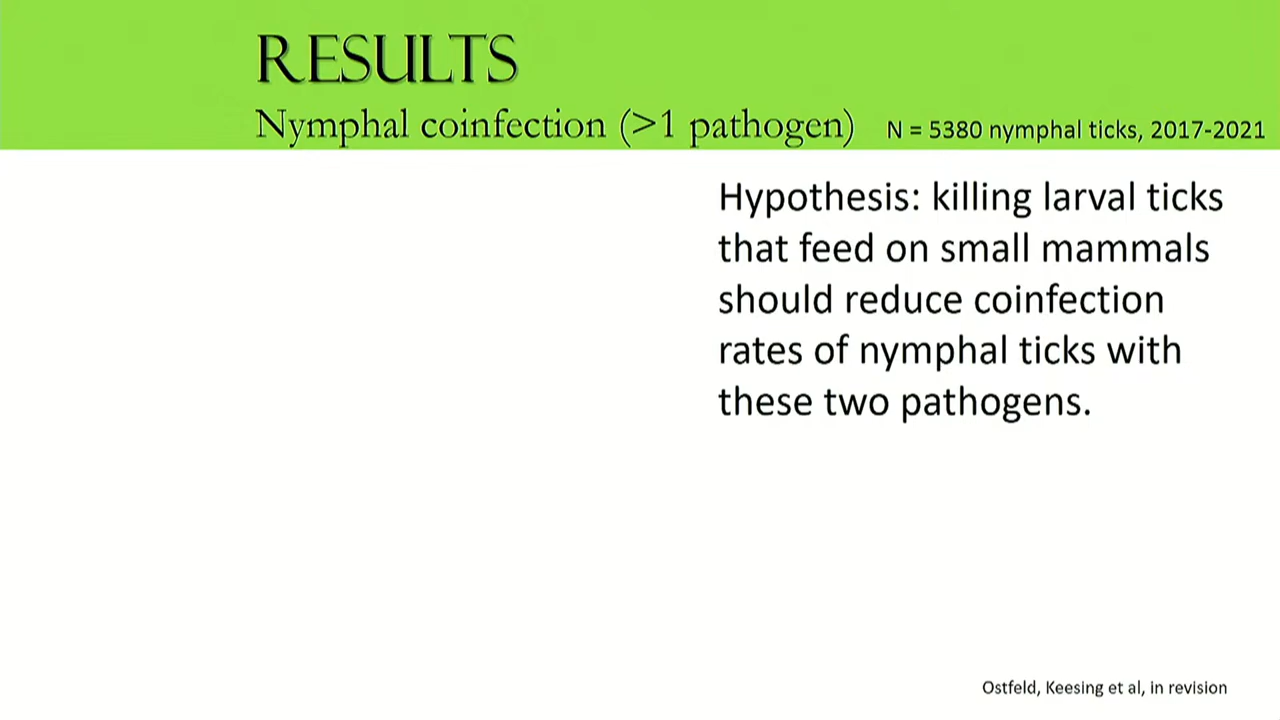 RESULTS
Nymphal coinfection (>1 pathogen) N = 5380 nymphal ticks, 2017-2021
Hypothesis: killing larval ticks
that feed on small mammals
should reduce coinfection
rates of nymphal ticks with
these two pathogens.
Ostfeld, Keesing et al, in revision